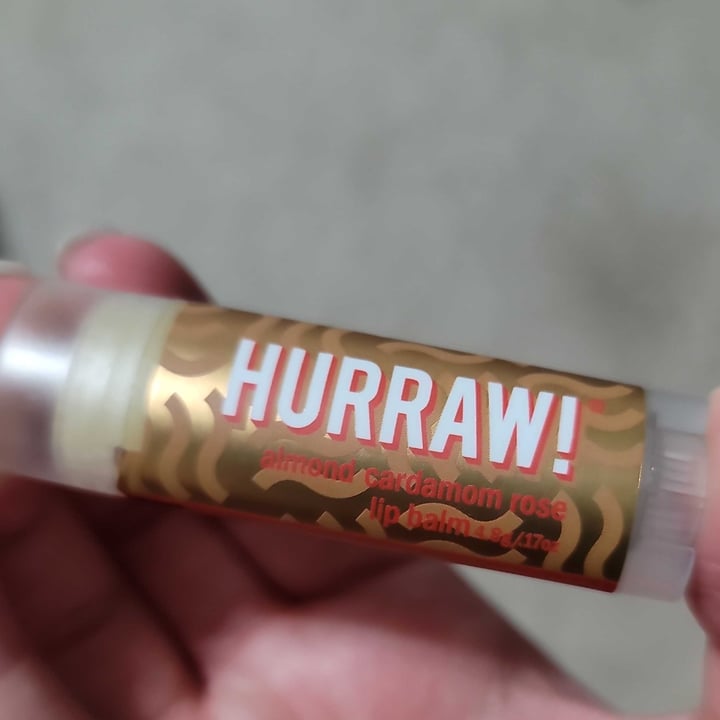 HURRAW!
almond cardamom rose
lip balm 4.8g/.17oz